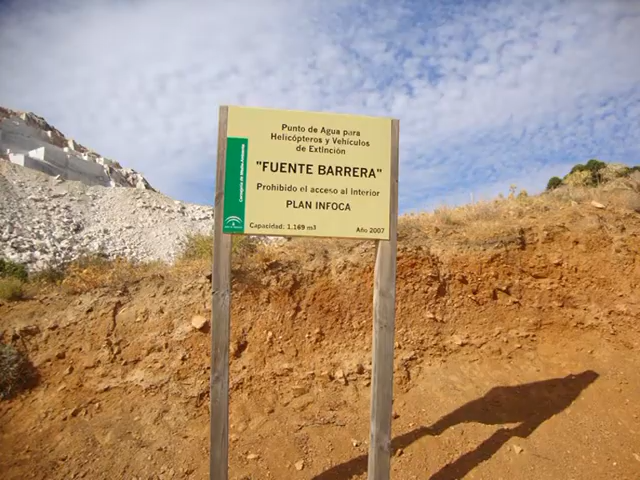 Punto de Agua para
Helicópteros y Vehículos
de Extinción
"FUENTE BARRERA"
Prohibido el acceso al Interior
PLAN INFOCA
Capacidad: 1.169 m3
Año 2007
Consejería de Medio Ambiente